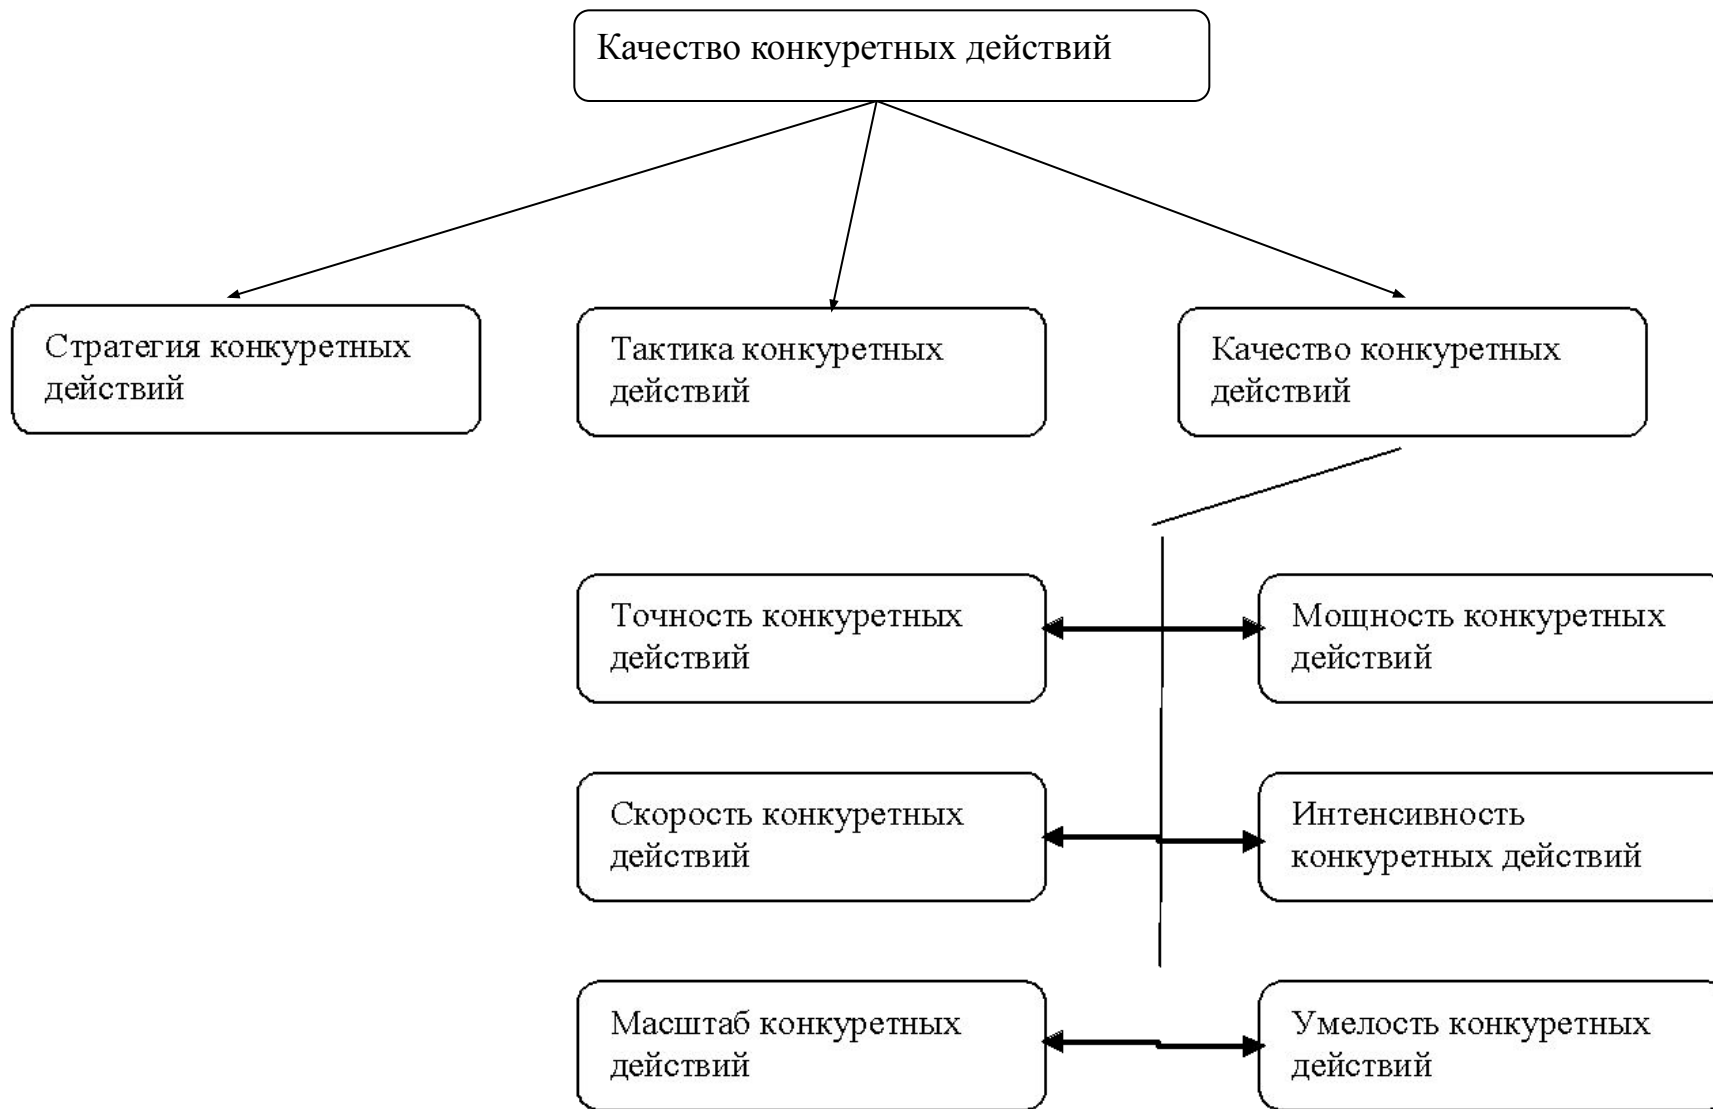 Качество конкуретных действий
Стратегия конкуретных
действий
Тактика конкуретных
действий
Качество конкуретных
действий
Точность конкуретных
действий
Мощность конкуретных
действий
Скорость конкуретных
действий
Интенсивность
конкуретных действий
Масштаб конкуретных
действий
Умелость конкуретных
действий